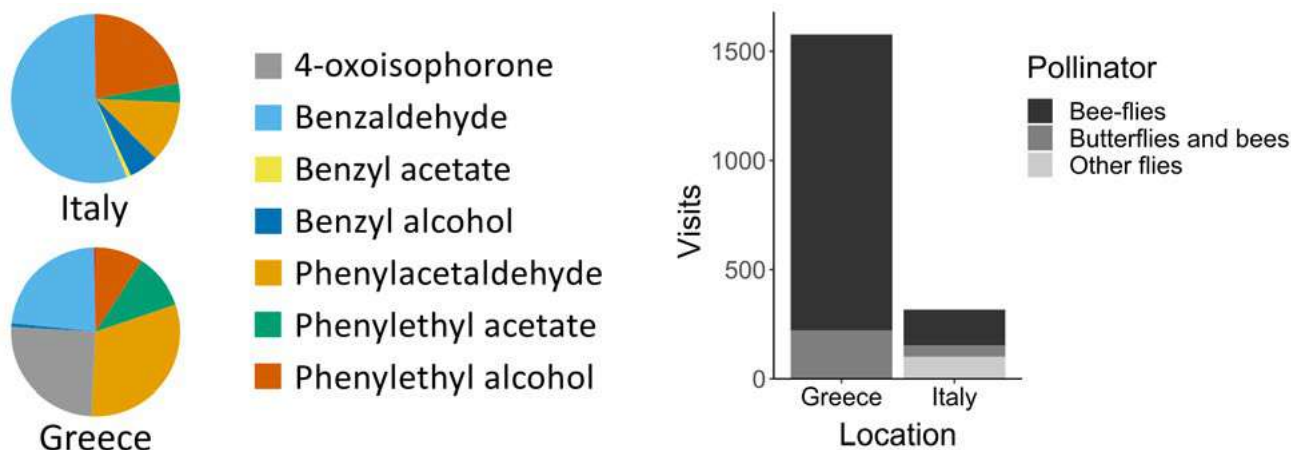 Italy
Greece
4-oxoisophorone
Benzaldehyde
Benzyl acetate
Benzyl alcohol
Phenylacetaldehyde
Phenylethyl acetate
Phenylethyl alcohol
Visits
1500
1000
500
0
Greece Italy
Location
Pollinator
Bee-flies
Butterflies and bees
Other flies